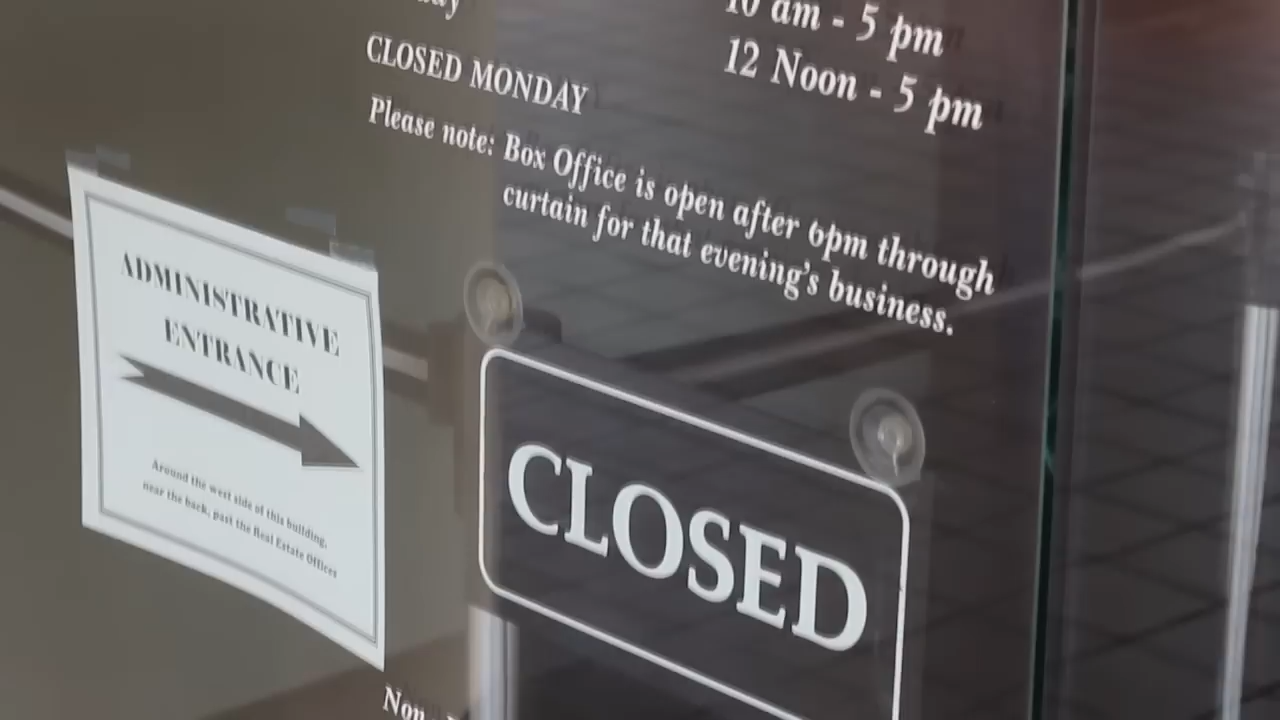 10 am - 5 pm
12 Noon - 5 pm
CLOSED MONDAY
Please note: Box Office is open after 6pm through
curtain for that evening's business.
ADMINISTRATIVE
ENTRANCE
Around the west side of this building,
near the back, past the Real Estate Offices
CLOSED